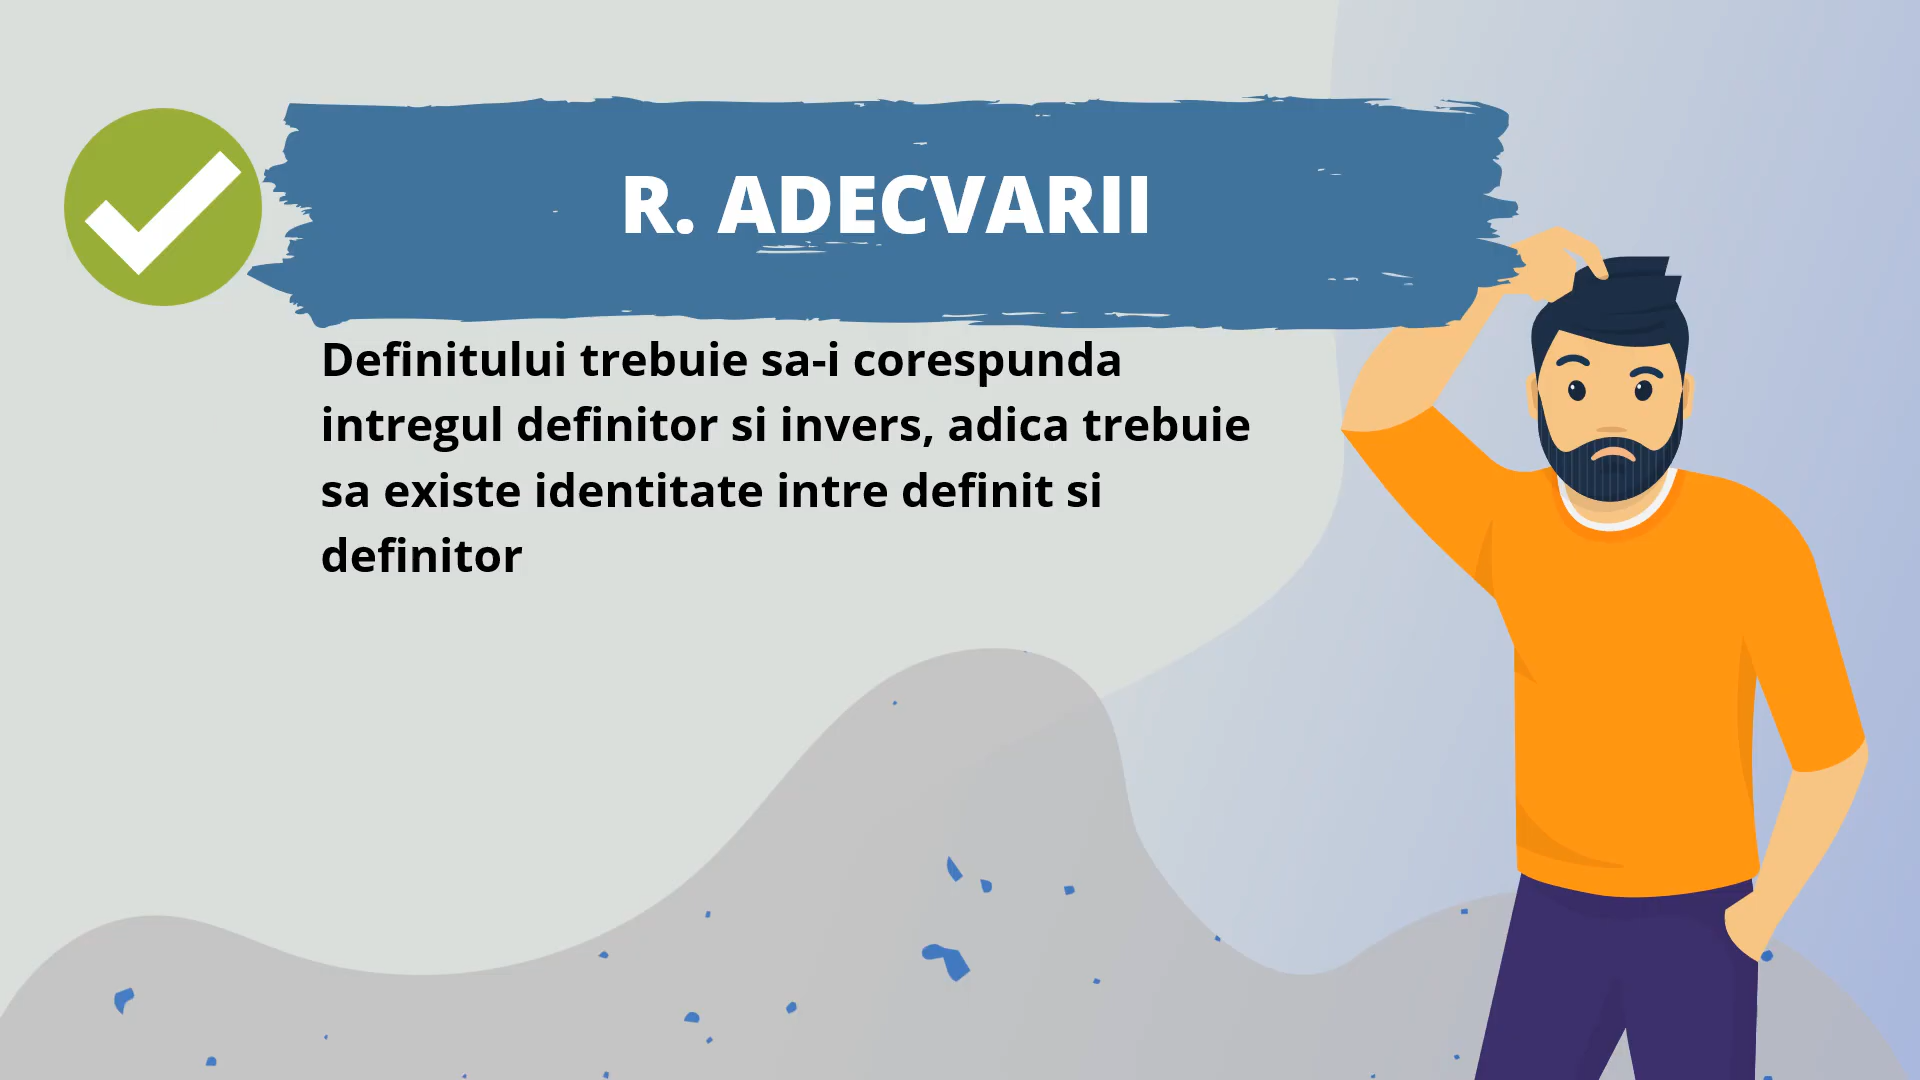 R. ADECVARII
Definitului trebuie sa-i corespunda
intregul definitor si invers, adica trebuie
sa existe identitate intre definit si
definitor